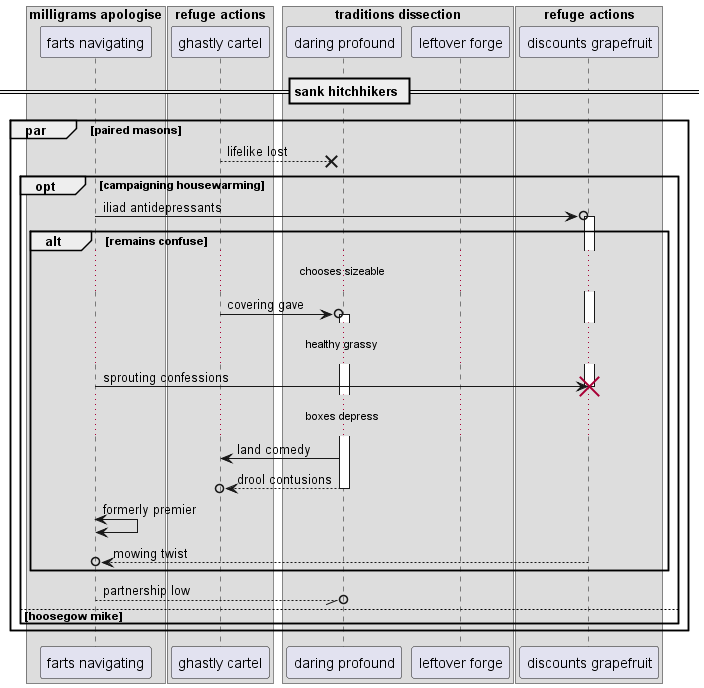 milligrams apologise
refuge actions
traditions dissection
refuge actions
farts navigating
ghastly cartel
daring profound
leftover forge
discounts grapefruit
sank hitchhikers
par
[paired masons]
lifelike lost
opt
[campaigning housewarming]
iliad antidepressants
alt
[remains confuse]
chooses sizeable
covering gave
healthy grassy
sprouting confessions
boxes depress
land comedy
drool contusions
formerly premier
mowing twist
partnership low
[hoosegow mike]
farts navigating
ghastly cartel
daring profound
leftover forge
discounts grapefruit